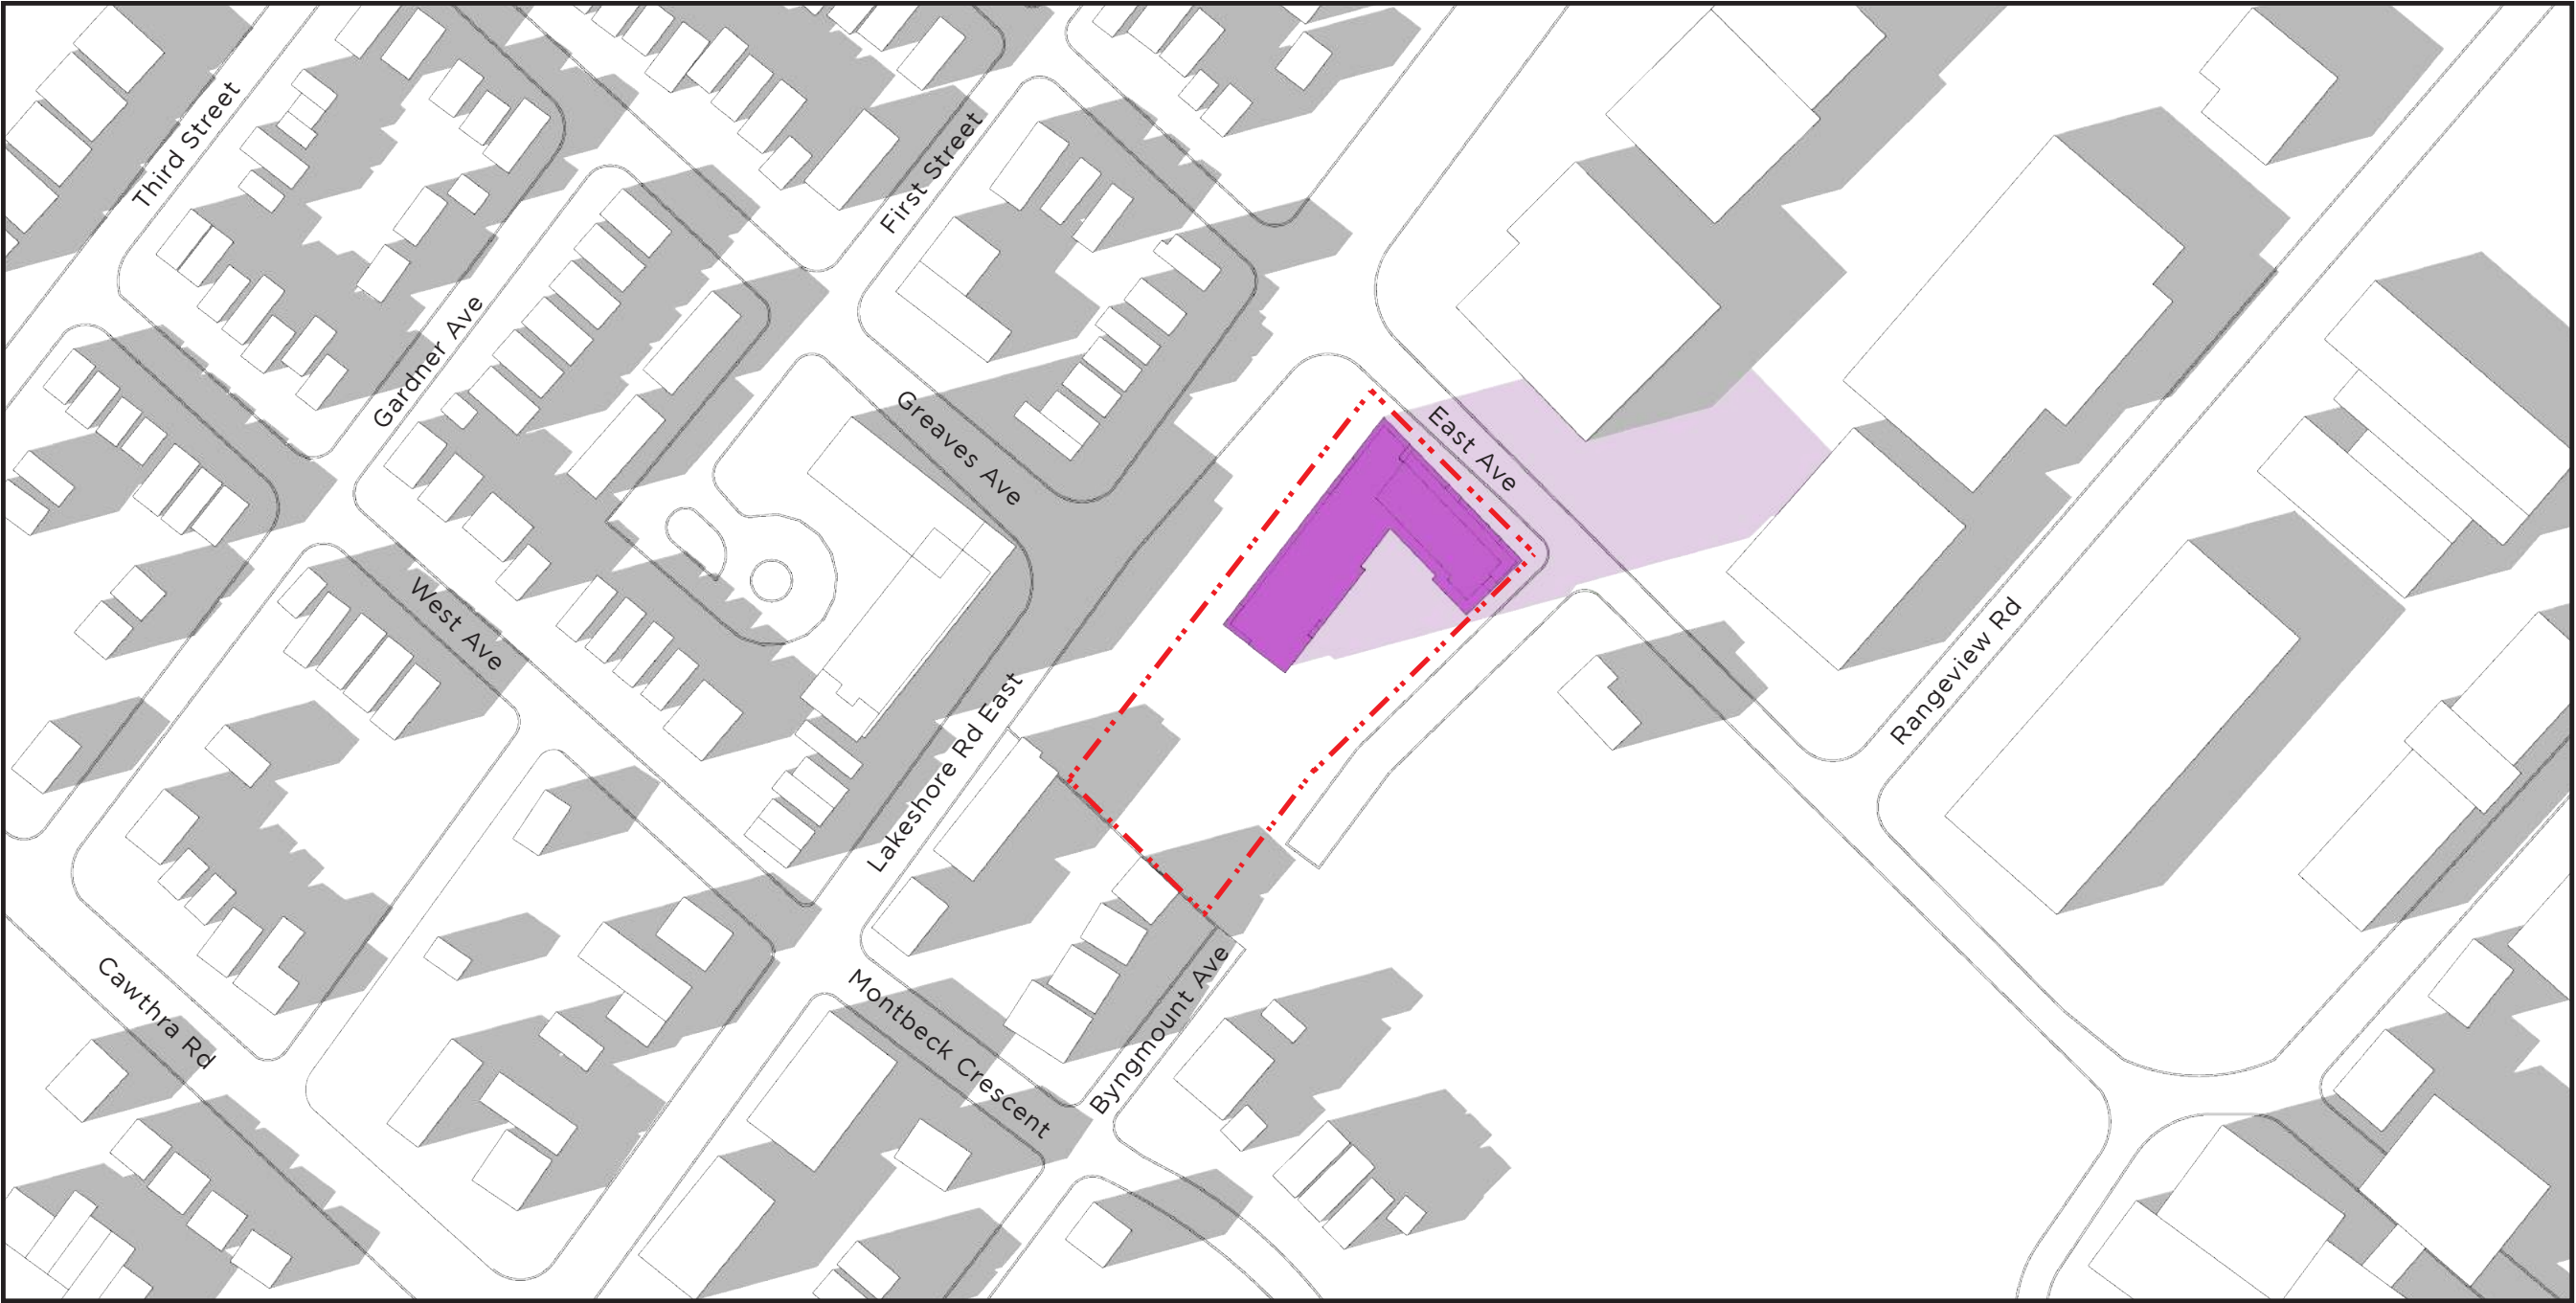 Third Street
First Street
Gardner Ave
Greaves Ave
East Ave
West Ave
Rangeview Rd
Lakeshore Rd East
Cawthra Rd
Montbeck Crescent
Byngmount Ave